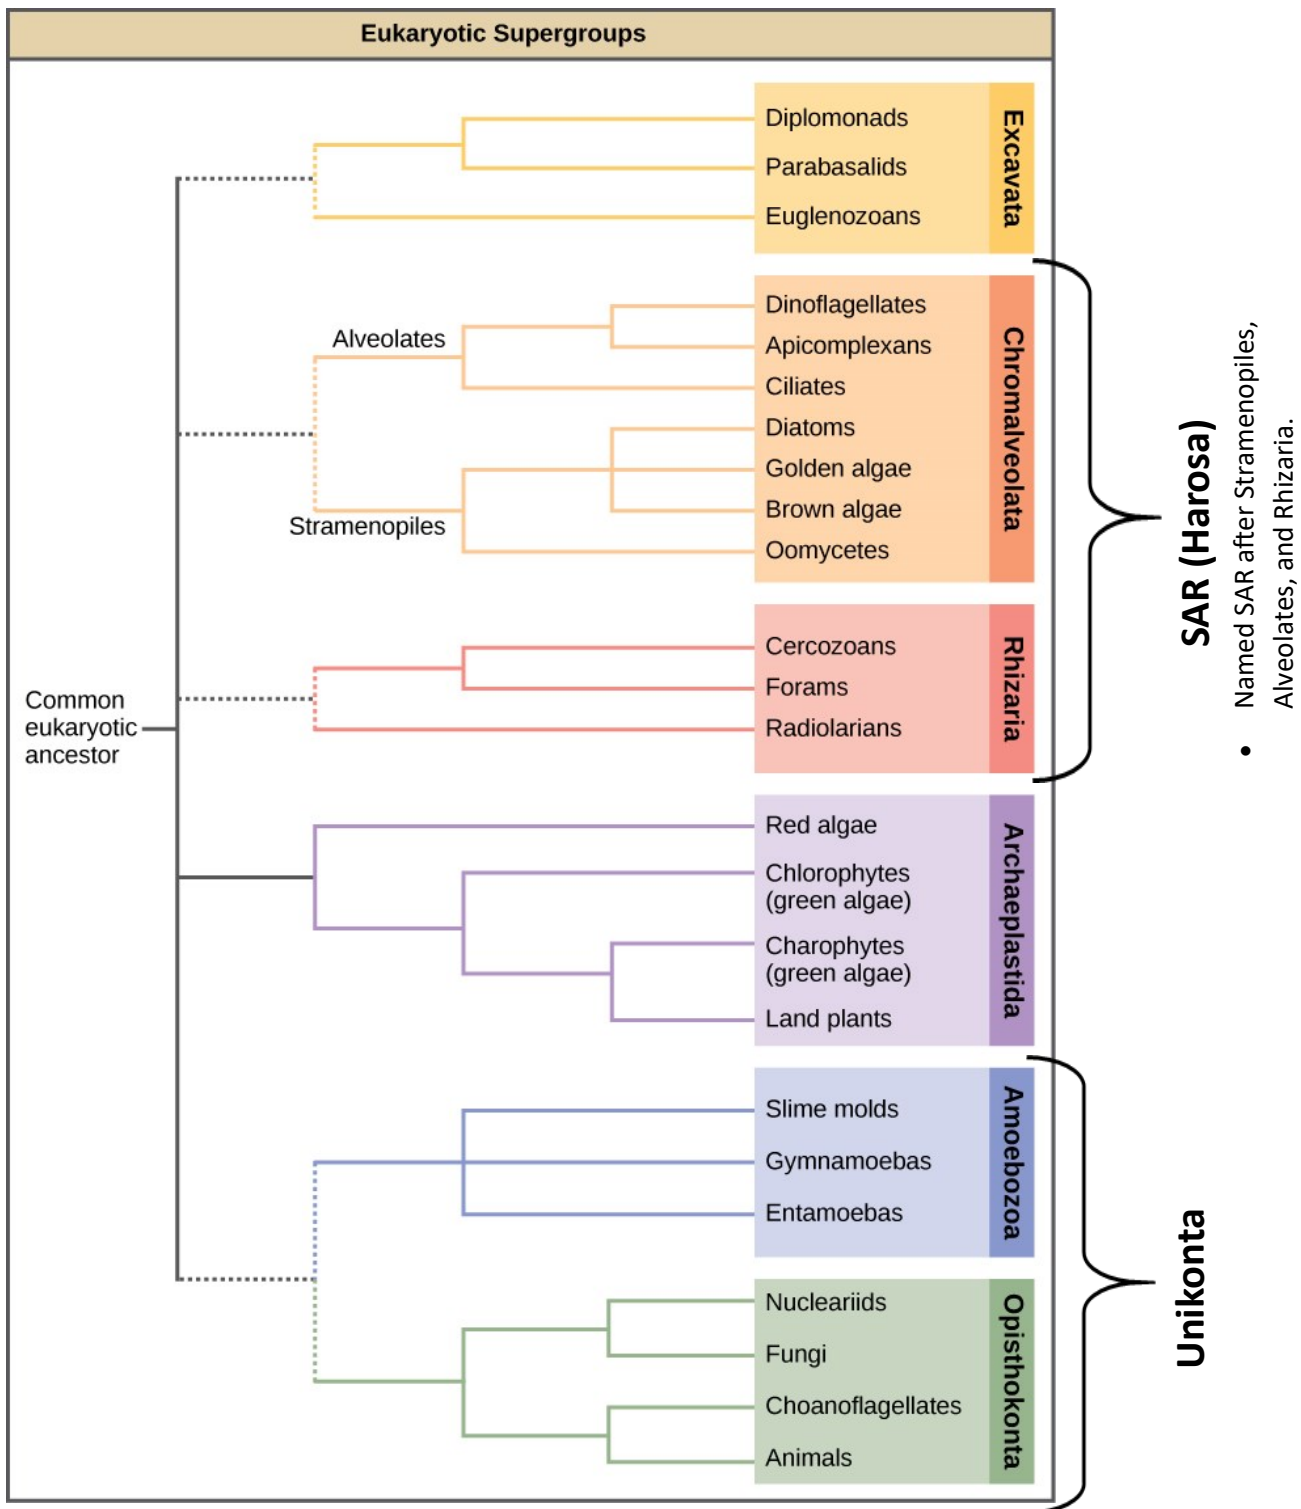 Eukaryotic Supergroups
Diplomonads
Parabasalids
Euglenozoans
Excavata
Alveolates
Stramenopiles
Dinoflagellates
Apicomplexans
Ciliates
Diatoms
Golden algae
Brown algae
Oomycetes
Chromalveolata
Cercozoans
Forams
Radiolarians
Rhizaria
SAR (Harosa)
• Named SAR after Stramenopiles,
Alveolates, and Rhizaria.
Common
eukaryotic
ancestor
Red algae
Chlorophytes
(green algae)
Charophytes
(green algae)
Land plants
Archaeplastida
Slime molds
Gymnamoebas
Entamoebas
Amoebozoa
Nucleariids
Fungi
Choanoflagellates
Animals
Opisthokonta
Unikonta